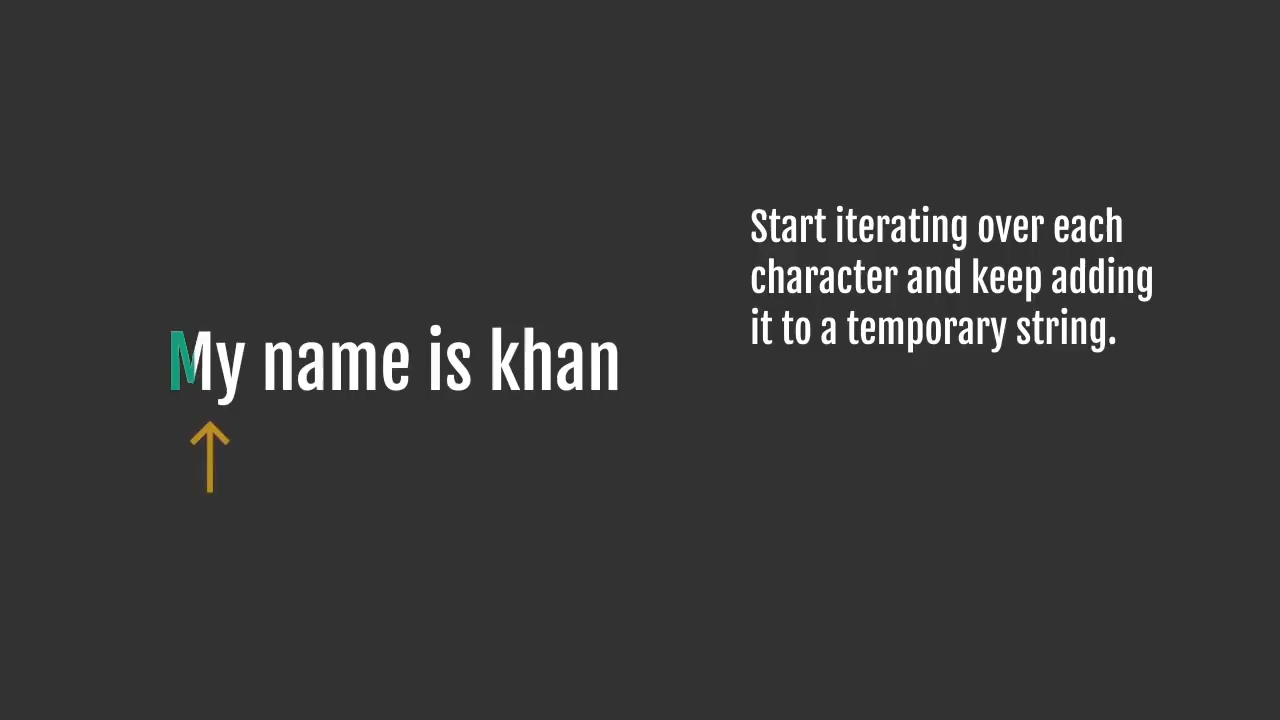 My name is khan
Start iterating over each
character and keep adding
it to a temporary string.